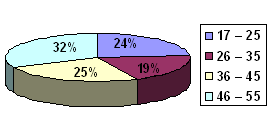 32%
24%
19%
25%
17 – 25
26 – 35
36 – 45
46 – 55